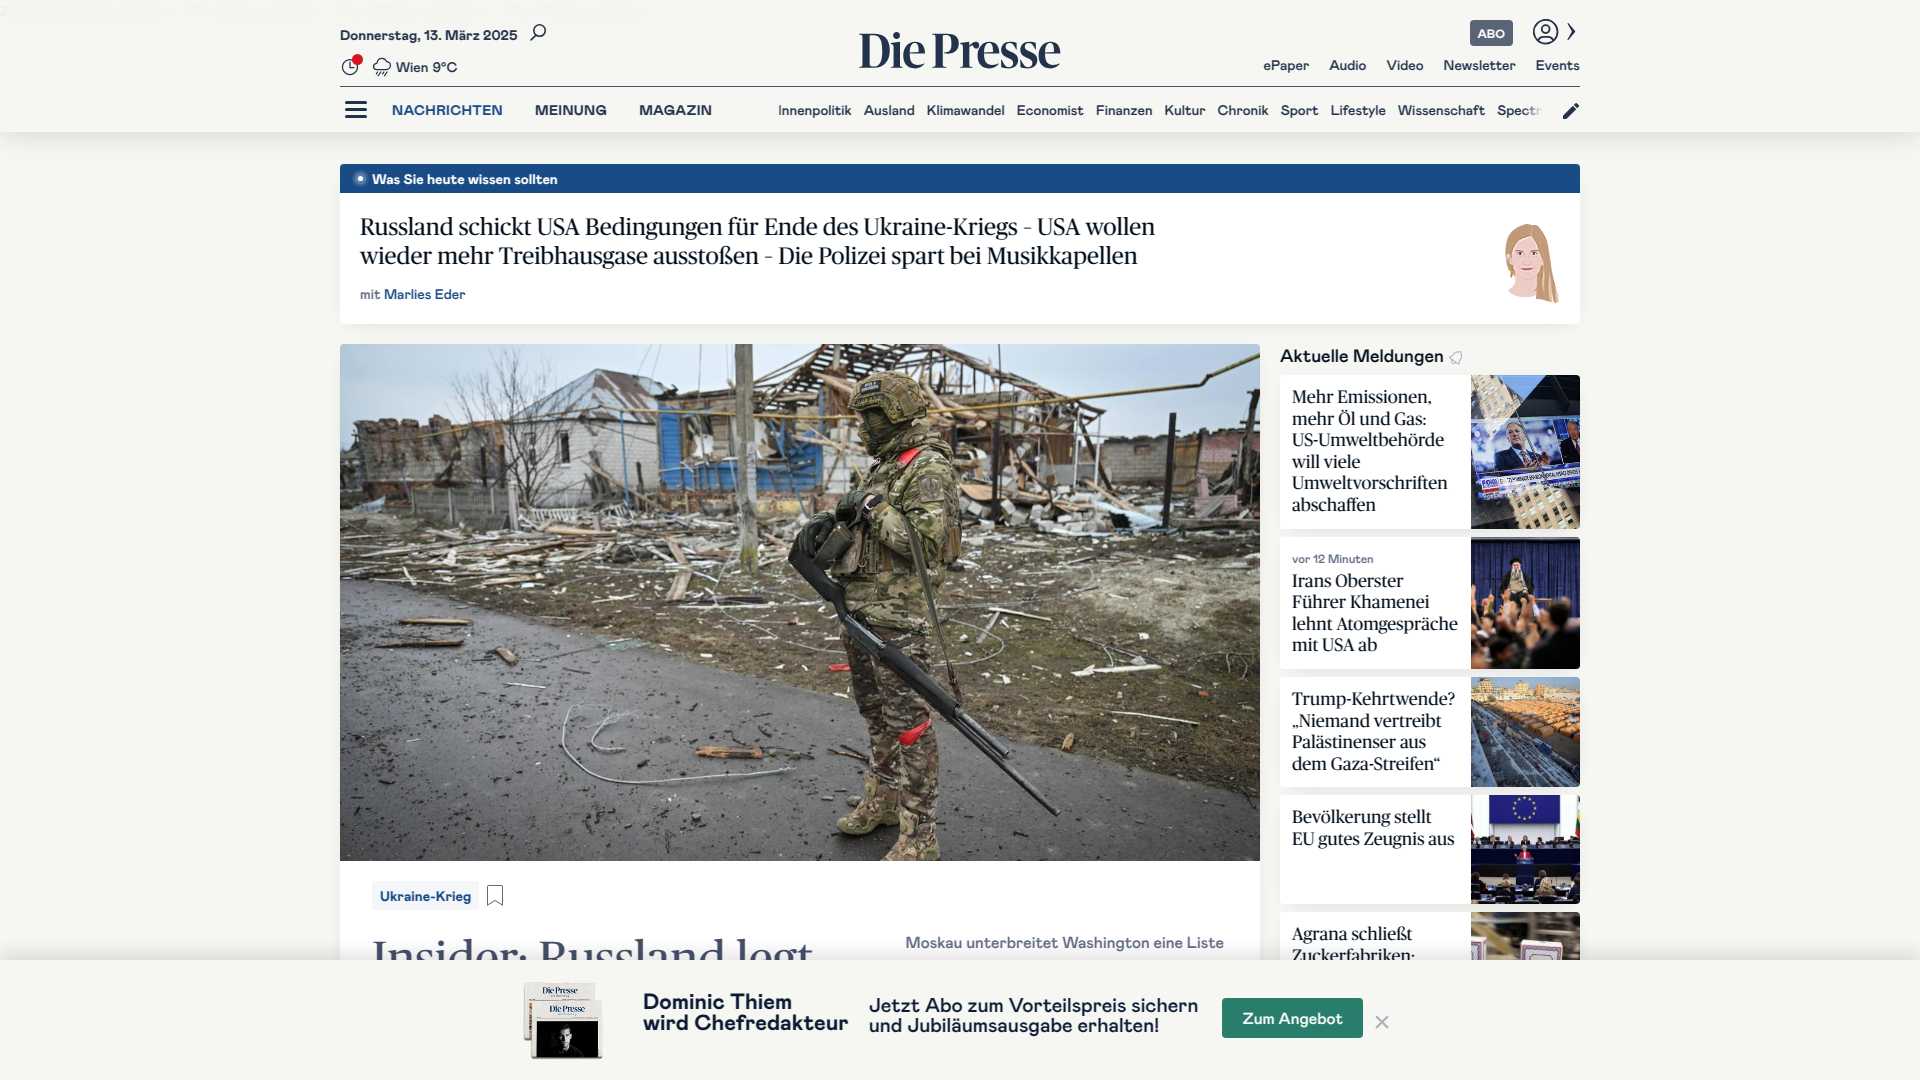 Donnerstag, 13. März 2025
Wien 9°C
Die Presse
ABO
ePaper Audio Video Newsletter Events
NACHRICHTEN MEINUNG MAGAZIN
Innenpolitik Ausland Klimawandel Economist Finanzen Kultur Chronik Sport Lifestyle Wissenschaft Spectr
Was Sie heute wissen sollten
Russland schickt USA Bedingungen für Ende des Ukraine-Kriegs – USA wollen
wieder mehr Treibhausgase ausstoßen – Die Polizei spart bei Musikkapellen
mit Marlies Eder
Ukraine-Krieg
Insider: Russland legt
Moskau unterbreitet Washington eine Liste
Aktuelle Meldungen
Mehr Emissionen,
mehr Öl und Gas:
US-Umweltbehörde
will viele
Umweltvorschriften
abschaffen
vor 12 Minuten
Irans Oberster
Führer Khamenei
lehnt Atomgespräche
mit USA ab
Trump-Kehrtwende?
„Niemand vertreibt
Palästinenser aus
dem Gaza-Streifen“
Bevölkerung stellt
EU gutes Zeugnis aus
Agrana schließt
Zuckerfabriken:
Die Presse
Die Presse
Dominic Thiem
wird Chefredakteur
Jetzt Abo zum Vorteilspreis sichern
und Jubiläumsausgabe erhalten!
Zum Angebot